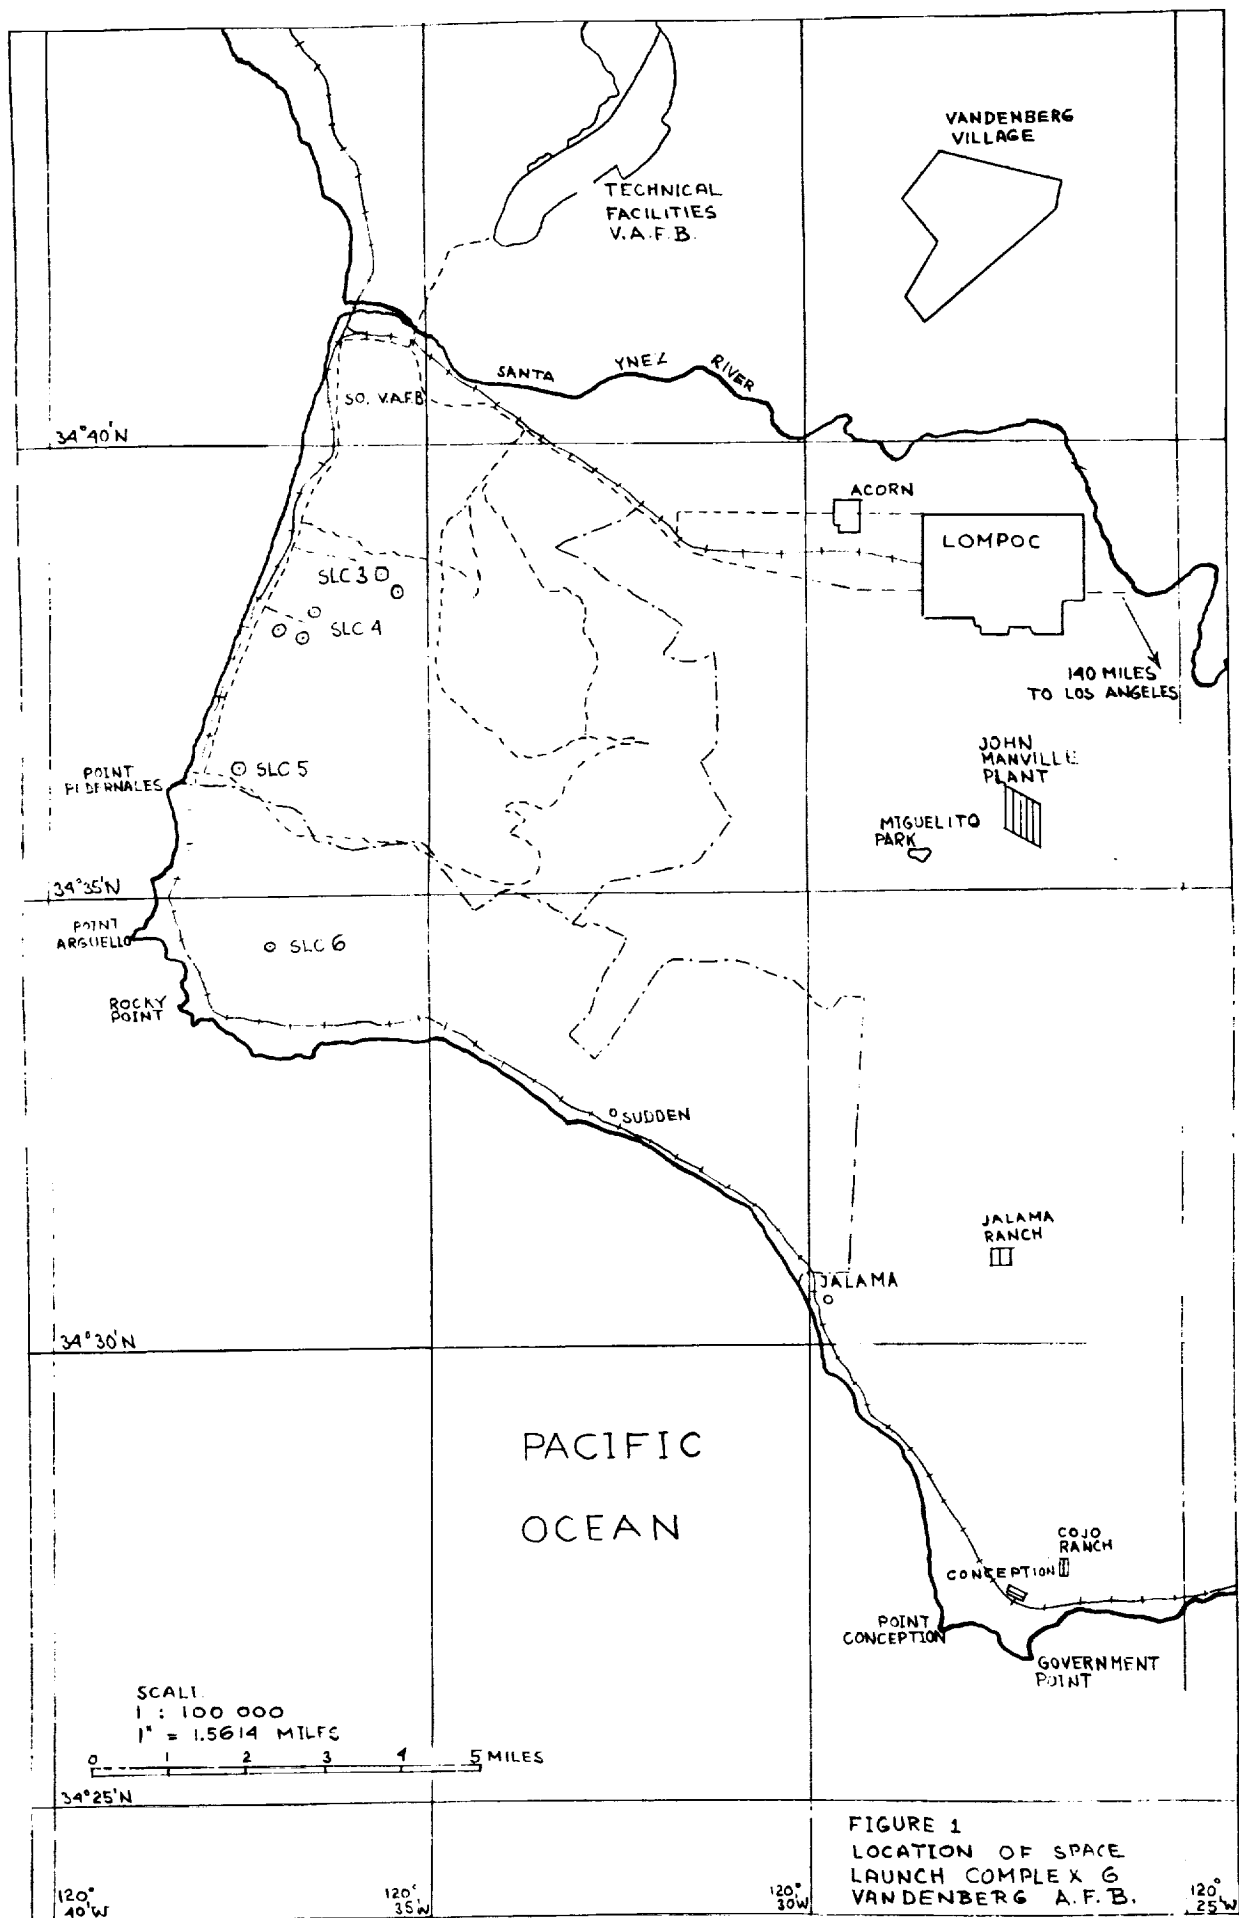 VANDENBERG
VILLAGE
TECHNICAL
FACILITIES
V.A.F.B.
SANTA YNEZ RIVER
SO. V.A.F.B
34°40'N
ACORN
LOMPOC
SLC 3
SLC 4
140 MILES
TO LOS ANGELES
JOHN
MANVILLE
PLANT
SLC 5
POINT
PEDERNALES
MIGUELITO
PARK
34°35'N
POINT
ARGUELLO
SLC 6
ROCKY
POINT
SUDDEN
JALAMA
RANCH
JALAMA
34°30'N
PACIFIC
OCEAN
COJO
RANCH
CONCEPTION
POINT
CONCEPTION
GOVERNMENT
POINT
SCALE
1 : 100 000
1" = 1.5614 MILES
0 1 2 3 4 5 MILES
34°25'N
FIGURE 1
LOCATION OF SPACE
LAUNCH COMPLEX 6
VANDENBERG A.F.B.
120°
40'W
120°
35'W
120°
30'W
120°
25'W